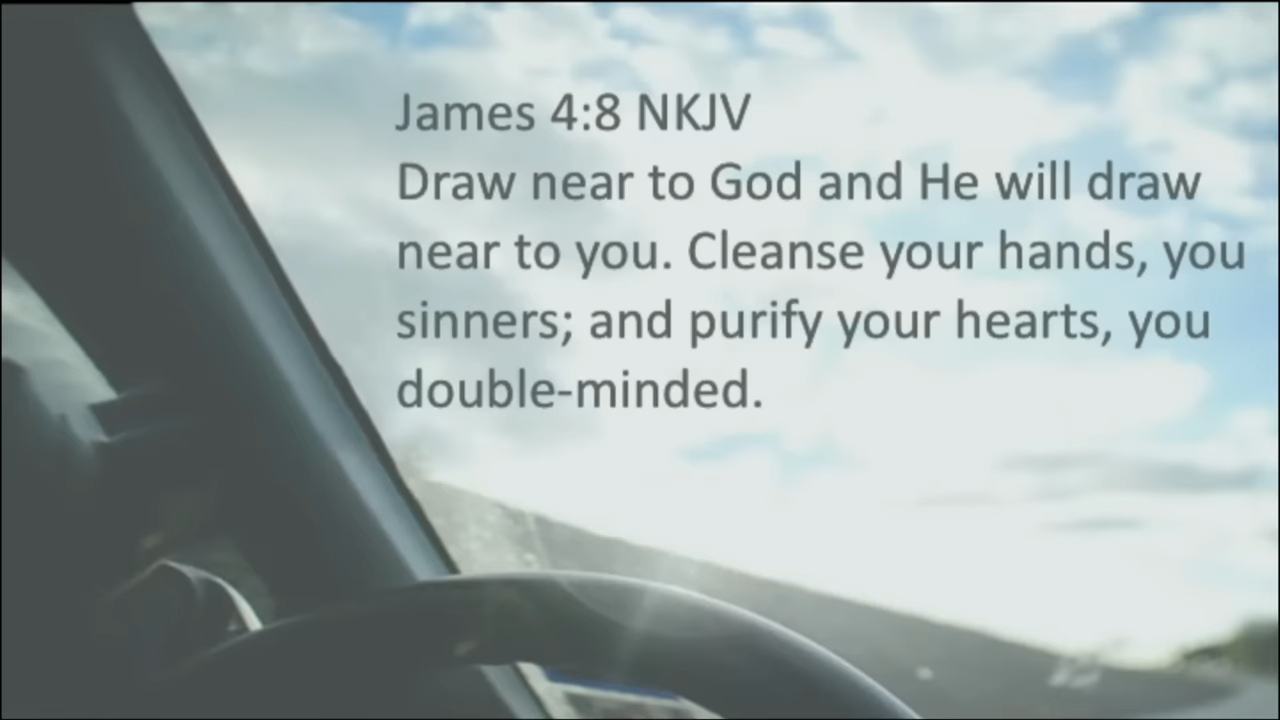 James 4:8 NKJV
Draw near to God and He will draw
near to you. Cleanse your hands, you
sinners; and purify your hearts, you
double-minded.